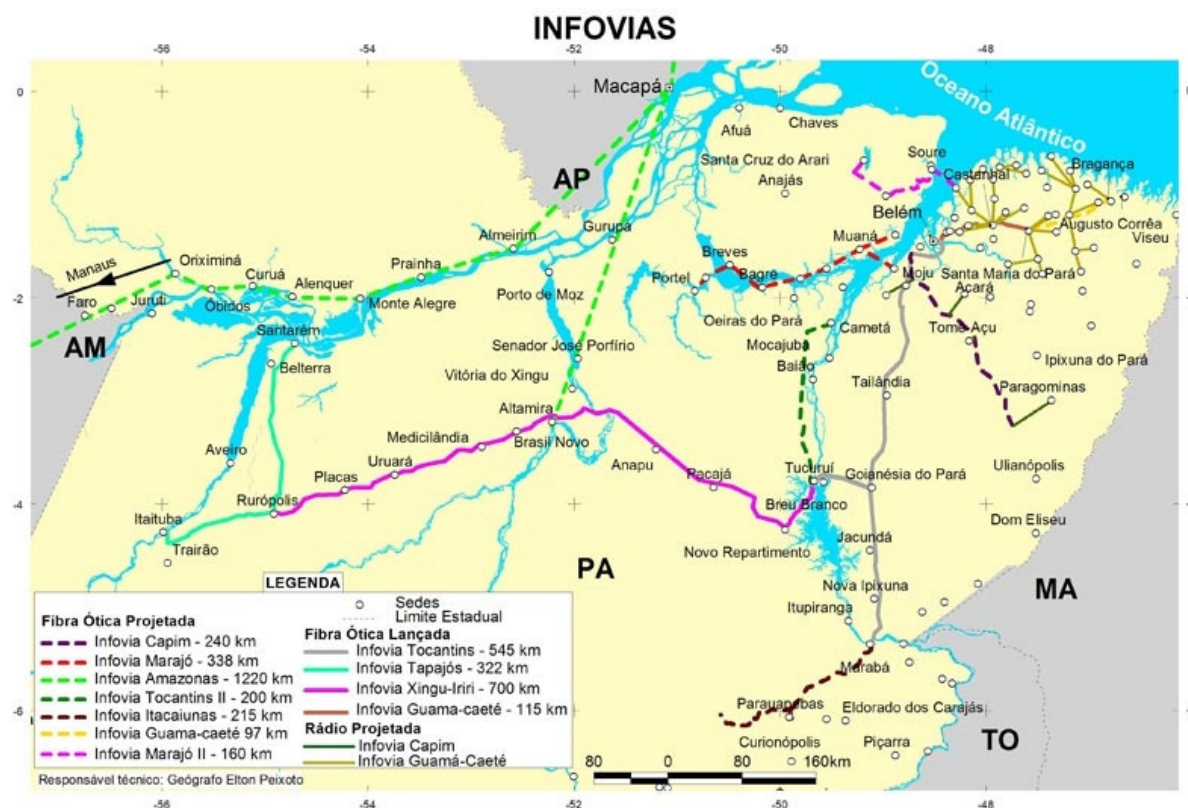 INFOVIAS
-56
-54
-52
-50
-48
0
Macapá
Oceano Atlântico
Afuá
Chaves
Soure
Santa Cruz do Arari
Castanhal
Bragança
AP
Anajás
Belém
Almeirim
Gurupá
Muaná
Augusto Corrêa
Viseu
Manaus
Oriximiná
Curuá
Prainha
Breves
Faro
Juruti
Óbidos
Alenquer
Portel
Bagré
Moju
Santa Maria do Pará
-2
Monte Alegre
Porto de Moz
Acará
AM
Santarém
Oeiras do Pará
Cametá
Tomé Açu
Belterra
Senador José Porfírio
Mocajuba
Ipixuna do Pará
Vitória do Xingu
Baião
Tailândia
Paragominas
Altamira
Medicilândia
Brasil Novo
Aveiro
Uruará
Anapu
Placas
Pacajá
Tucuruí
Goianésia do Pará
Ulianópolis
Rurópolis
-4
Breu Branco
Itaituba
Dom Eliseu
Trairão
Novo Repartimento
Jacundá
PA
Nova Ipixuna
MA
Itupiranga
Marabá
Parauapebas
Eldorado dos Carajás
-6
Curionópolis
Piçarra
TO
LEGENDA
Fibra Ótica Projetada
Infovia Capim - 240 km
Infovia Marajó - 338 km
Infovia Amazonas - 1220 km
Infovia Tocantins II - 200 km
Infovia Itacaiunas - 215 km
Infovia Guama-caeté 97 km
Infovia Marajó II - 160 km
Sedes
Limite Estadual
Fibra Ótica Lançada
Infovia Tocantins - 545 km
Infovia Tapajós - 322 km
Infovia Xingu-Iriri - 700 km
Infovia Guama-caeté - 115 km
Rádio Projetada
Infovia Capim
Infovia Guamá-Caeté
Responsável técnico: Geógrafo Elton Peixoto
80 40 0 80 160km
-56
-54
-52
-50
-48